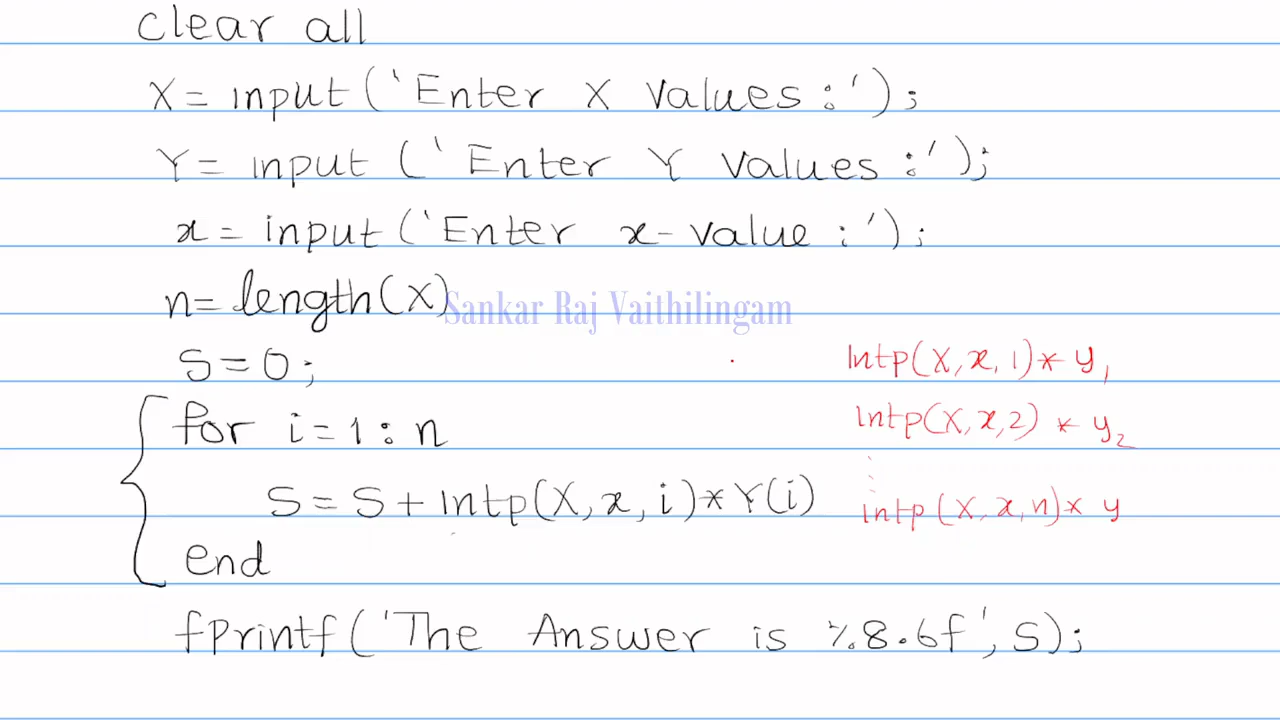 clear all
X = input('Enter X values:');
Y = input('Enter Y values:');
x = input('Enter x-value:');
n = length(X)
Sankar Raj Vaithilingam
S = 0;
Intp(X, x, 1) * y1
Intp(X, x, 2) * y2
for i = 1 : n
S = S + Intp(X, x, i) * Y(i)
intp(X, x, n) * y
end
fprintf('The Answer is %8.6f', S);